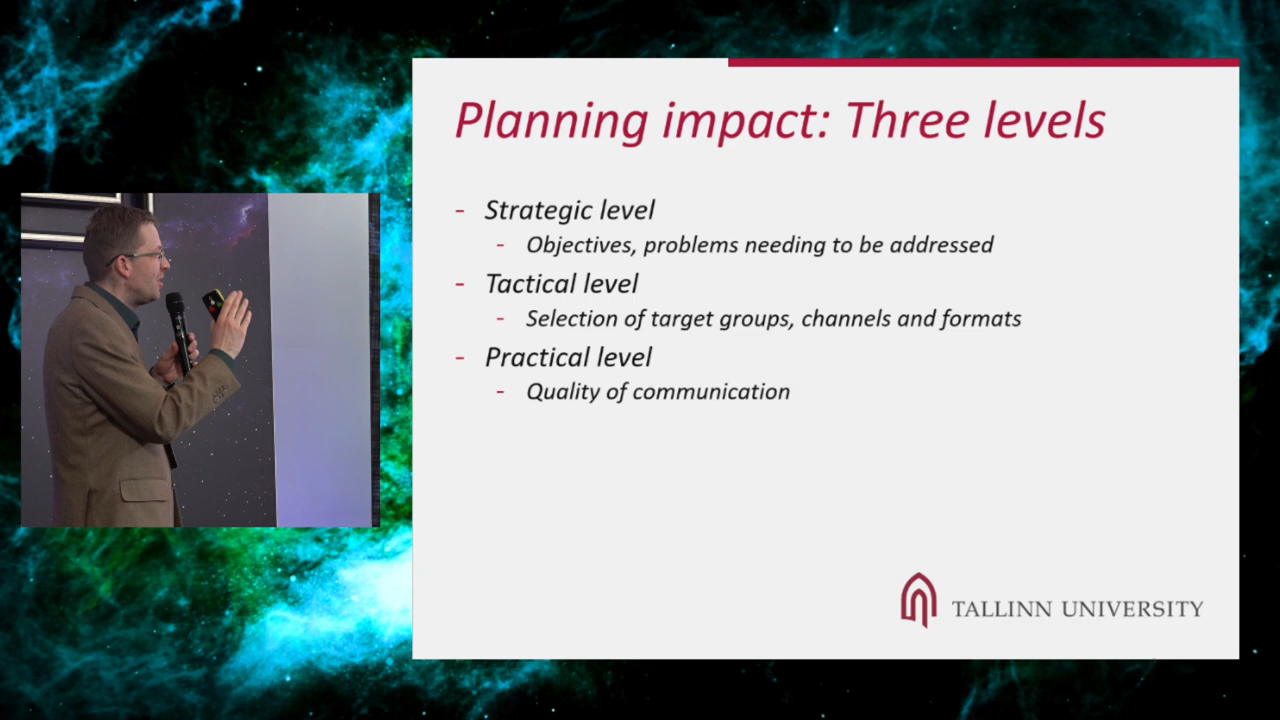 Planning impact: Three levels
- Strategic level
- Objectives, problems needing to be addressed
- Tactical level
- Selection of target groups, channels and formats
- Practical level
- Quality of communication
TALLINN UNIVERSITY